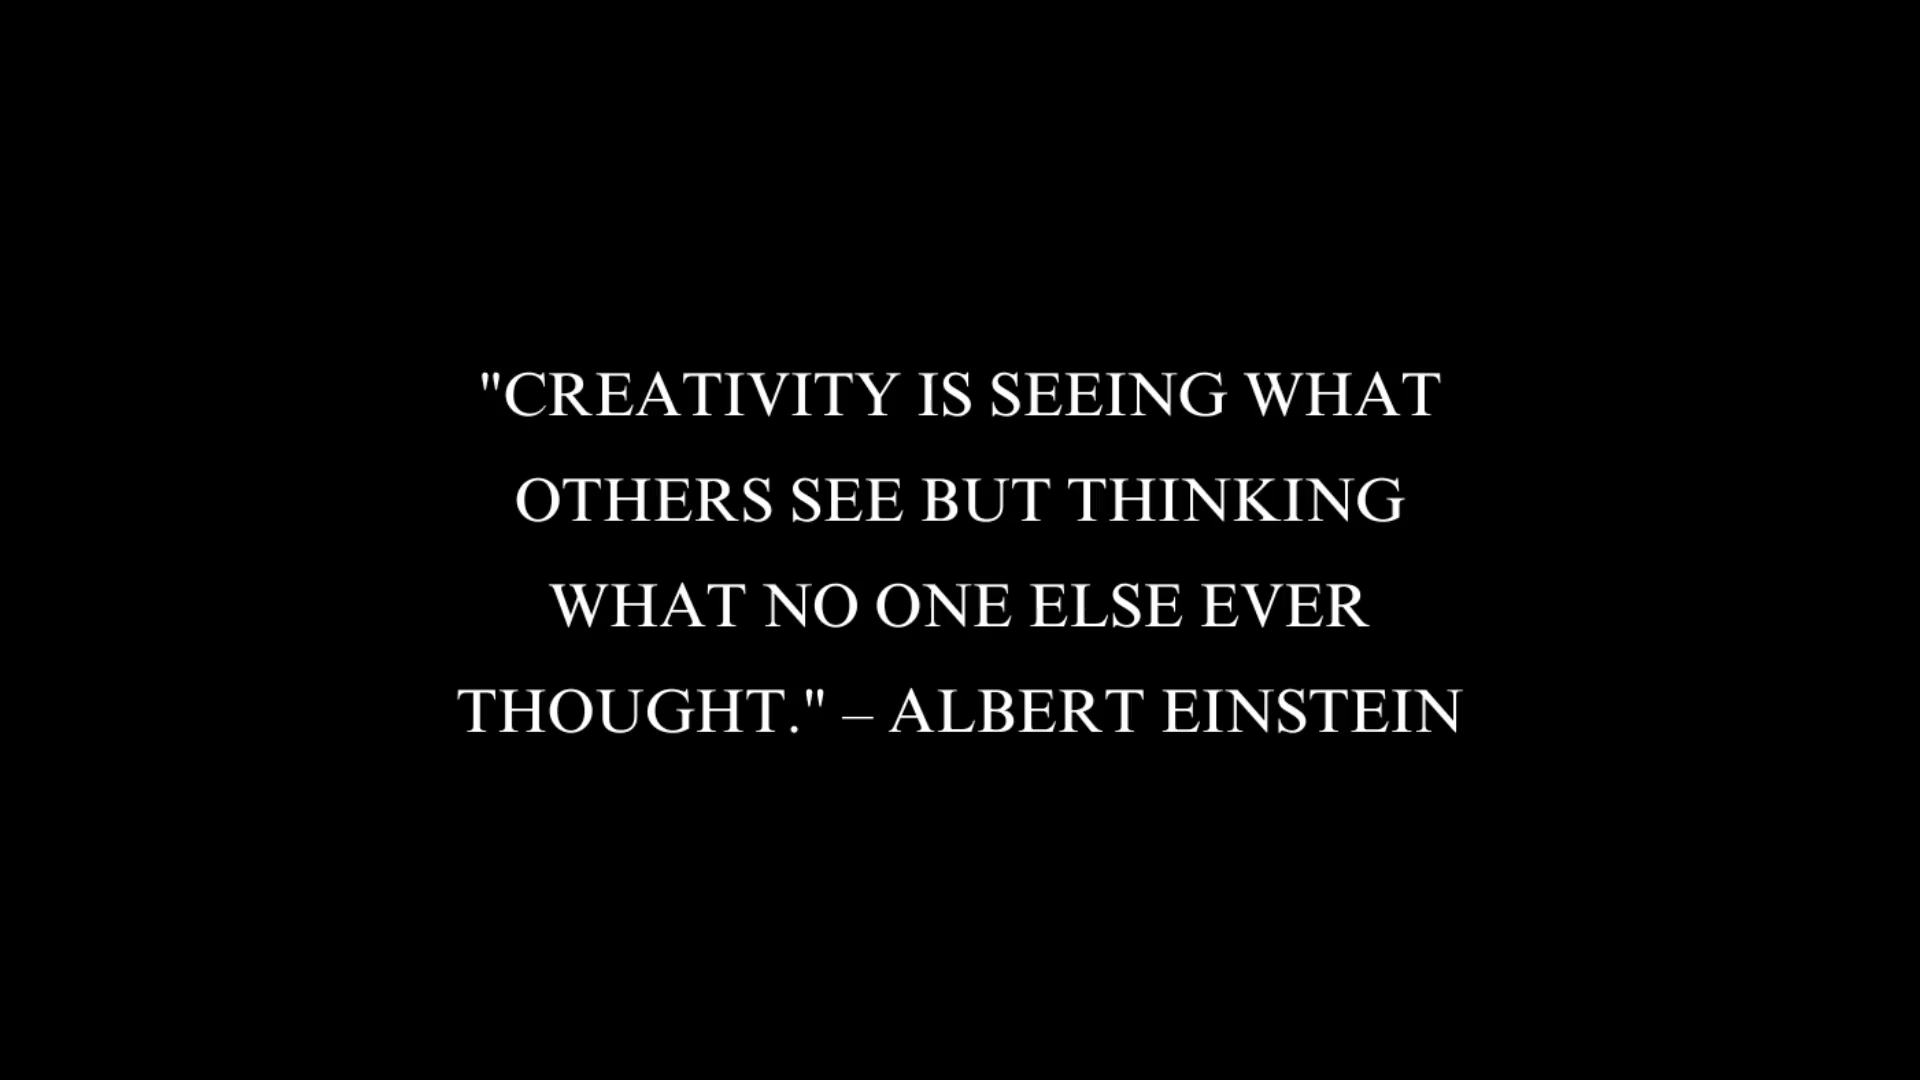 "CREATIVITY IS SEEING WHAT
OTHERS SEE BUT THINKING
WHAT NO ONE ELSE EVER
THOUGHT." – ALBERT EINSTEIN